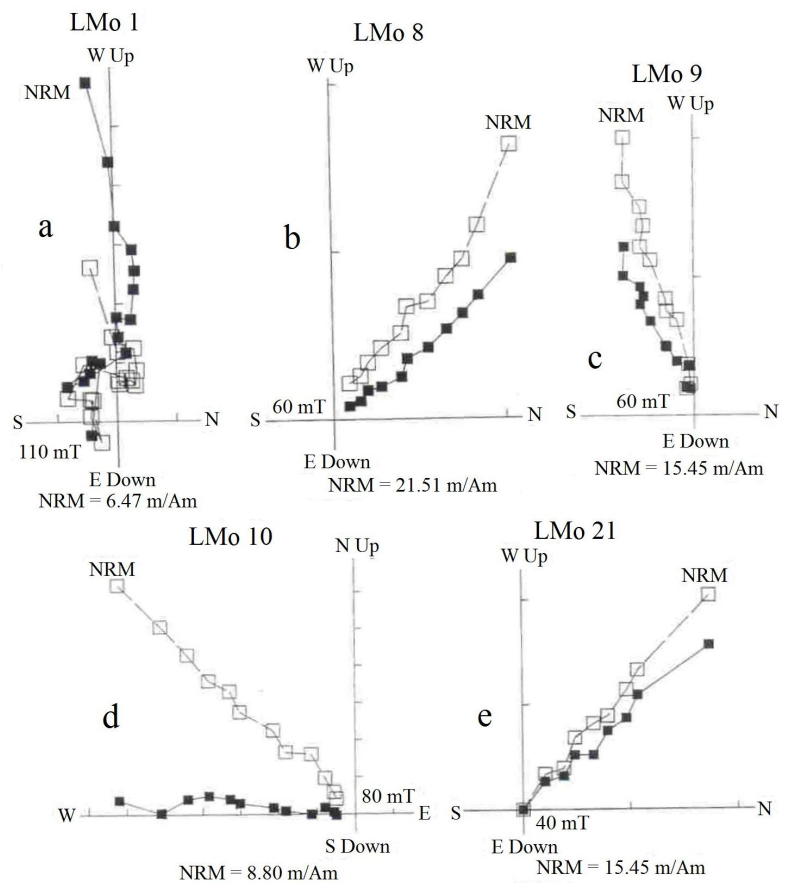 LMo 1
W Up
NRM
a
S
N
110 mT
E Down
NRM = 6.47 m/Am
LMo 8
W Up
NRM
b
60 mT
S
N
E Down
NRM = 21.51 m/Am
LMo 9
W Up
NRM
c
60 mT
S
N
E Down
NRM = 15.45 m/Am
LMo 10
N Up
NRM
d
80 mT
W
E
S Down
NRM = 8.80 m/Am
LMo 21
W Up
NRM
e
S
N
40 mT
E Down
NRM = 15.45 m/Am